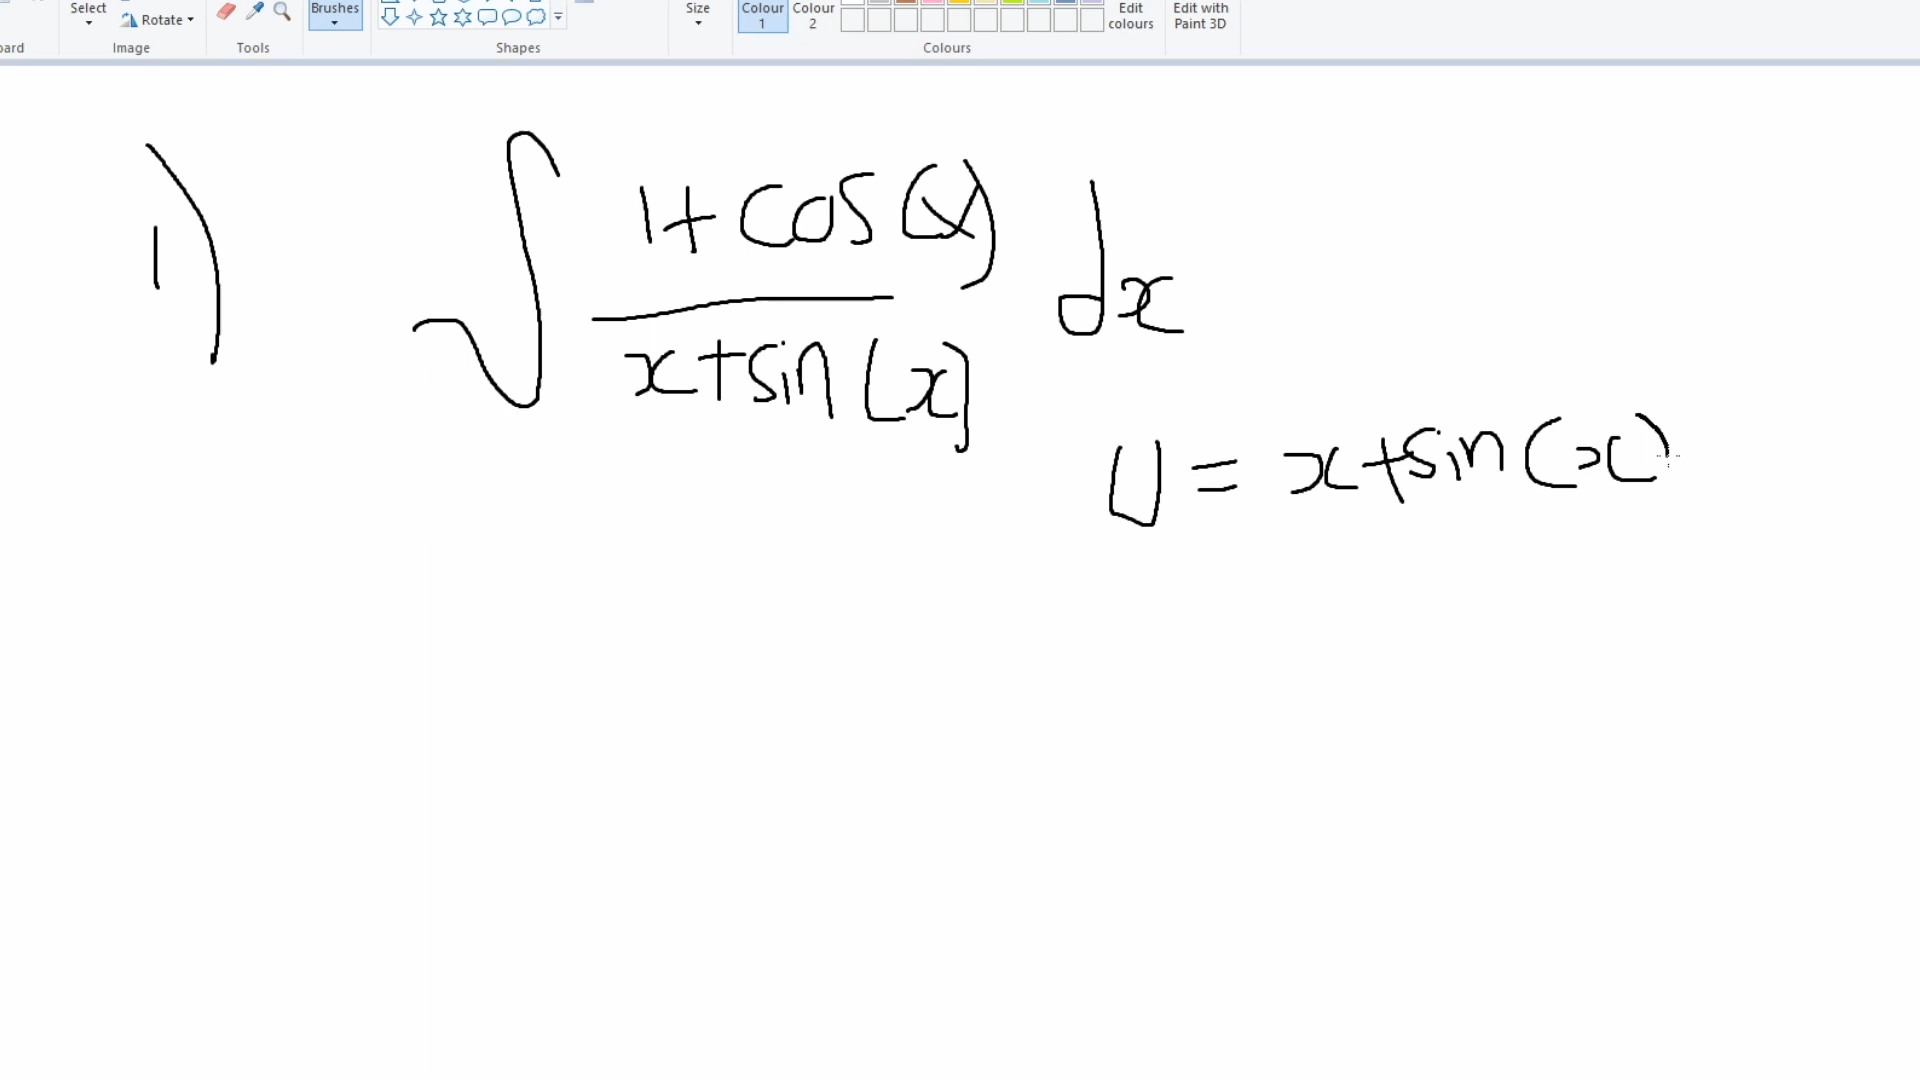 Select Size Colour Colour Edit Edit with
Rotate Brushes 1 2 colours Paint 3D
ard Image Tools Shapes Colours
1) ∫ 1+cos(x) / x+sin(x) dx
U = x+sin(x)